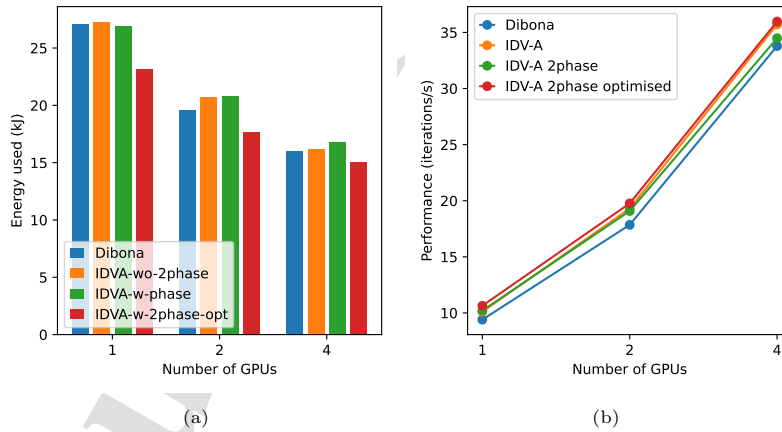 25
20
15
10
5
0
Energy used (kJ)
Dibona
IDVA-wo-2phase
IDVA-w-phase
IDVA-w-2phase-opt
1
2
4
Number of GPUs
(a)
35
30
25
20
15
10
Performance (iterations/s)
Dibona
IDV-A
IDV-A 2phase
IDV-A 2phase optimised
1
2
4
Number of GPUs
(b)